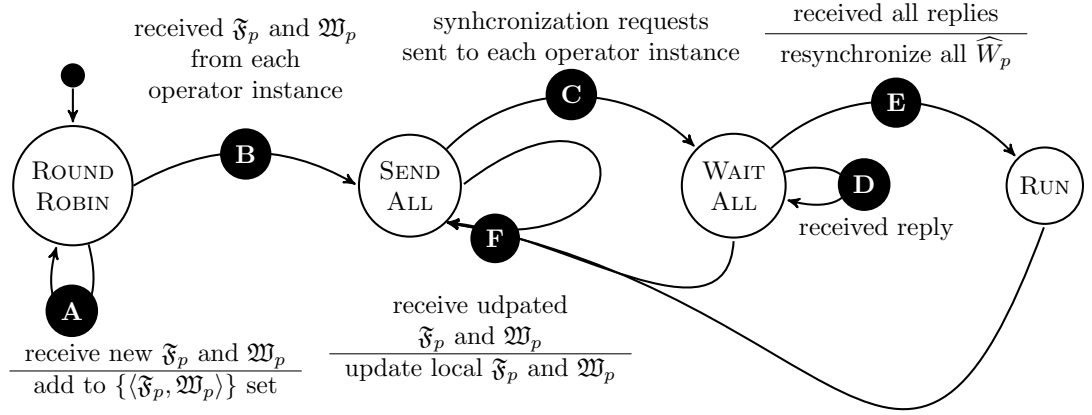 received 𝔉p and 𝔚p
from each
operator instance
synhcronization requests
sent to each operator instance
received all replies
resynchronize all Ŵp
A
B
C
D
E
F
ROUND
ROBIN
SEND
ALL
WAIT
ALL
RUN
received reply
receive new 𝔉p and 𝔚p
add to {⟨𝔉p, 𝔚p⟩} set
receive udpated
𝔉p and 𝔚p
update local 𝔉p and 𝔚p